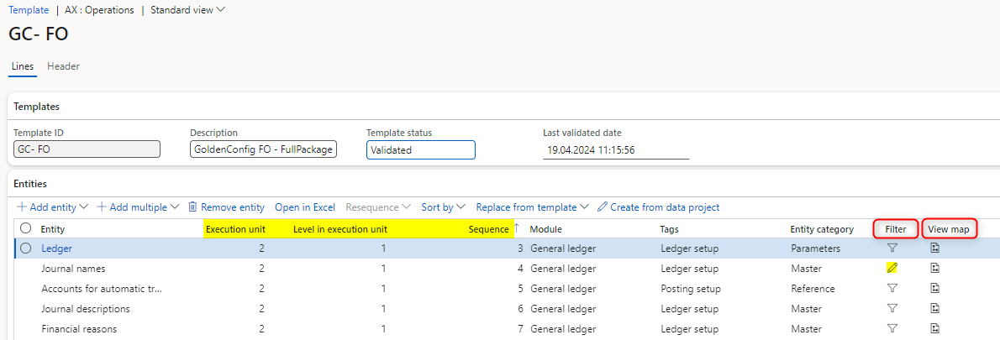 Template | AX : Operations | Standard view
GC- FO
Lines Header
Templates
Template ID Description Template status Last validated date
GC- FO GoldenConfig FO - FullPackage Validated 19.04.2024 11:15:56
Entities
Add entity Add multiple Remove entity Open in Excel Resequence Sort by Replace from template Create from data project
Entity Execution unit Level in execution unit Sequence Module Tags Entity category Filter View map
Ledger 2 1 3 General ledger Ledger setup Parameters
Journal names 2 1 4 General ledger Ledger setup Master
Accounts for automatic tr... 2 1 5 General ledger Posting setup Reference
Journal descriptions 2 1 6 General ledger Ledger setup Master
Financial reasons 2 1 7 General ledger Ledger setup Master